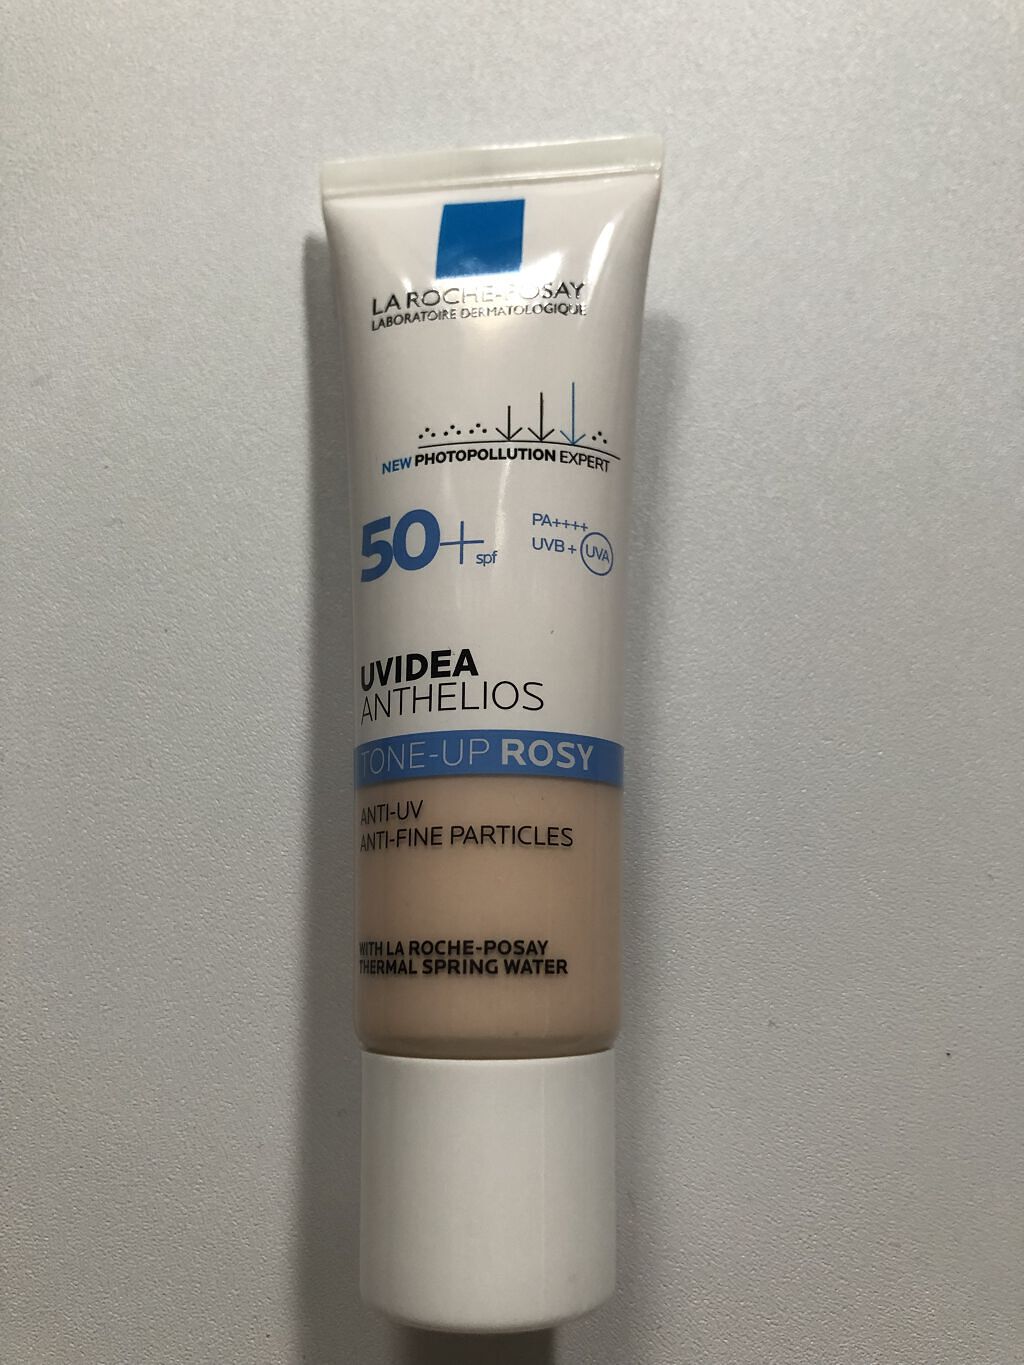 LA ROCHE-POSAY
LABORATOIRE DERMATOLOGIQUE
NEW PHOTOPOLLUTION EXPERT
50+ spf
PA++++
UVB + UVA
UVIDEA
ANTHELIOS
TONE-UP ROSY
ANTI-UV
ANTI-FINE PARTICLES
WITH LA ROCHE-POSAY
THERMAL SPRING WATER